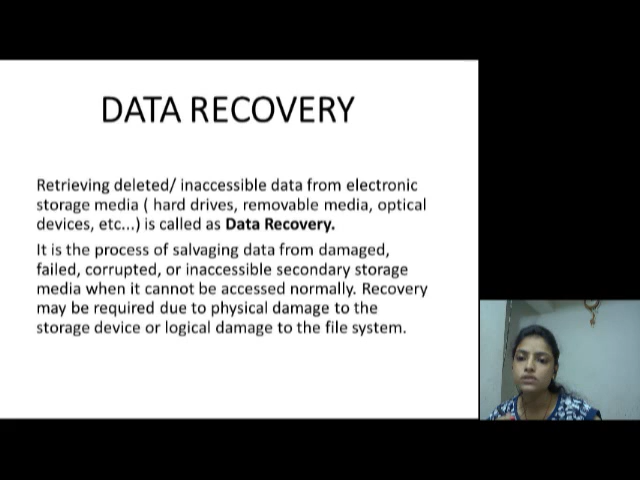 DATA RECOVERY
Retrieving deleted/ inaccessible data from electronic
storage media ( hard drives, removable media, optical
devices, etc...) is called as Data Recovery.
It is the process of salvaging data from damaged,
failed, corrupted, or inaccessible secondary storage
media when it cannot be accessed normally. Recovery
may be required due to physical damage to the
storage device or logical damage to the file system.